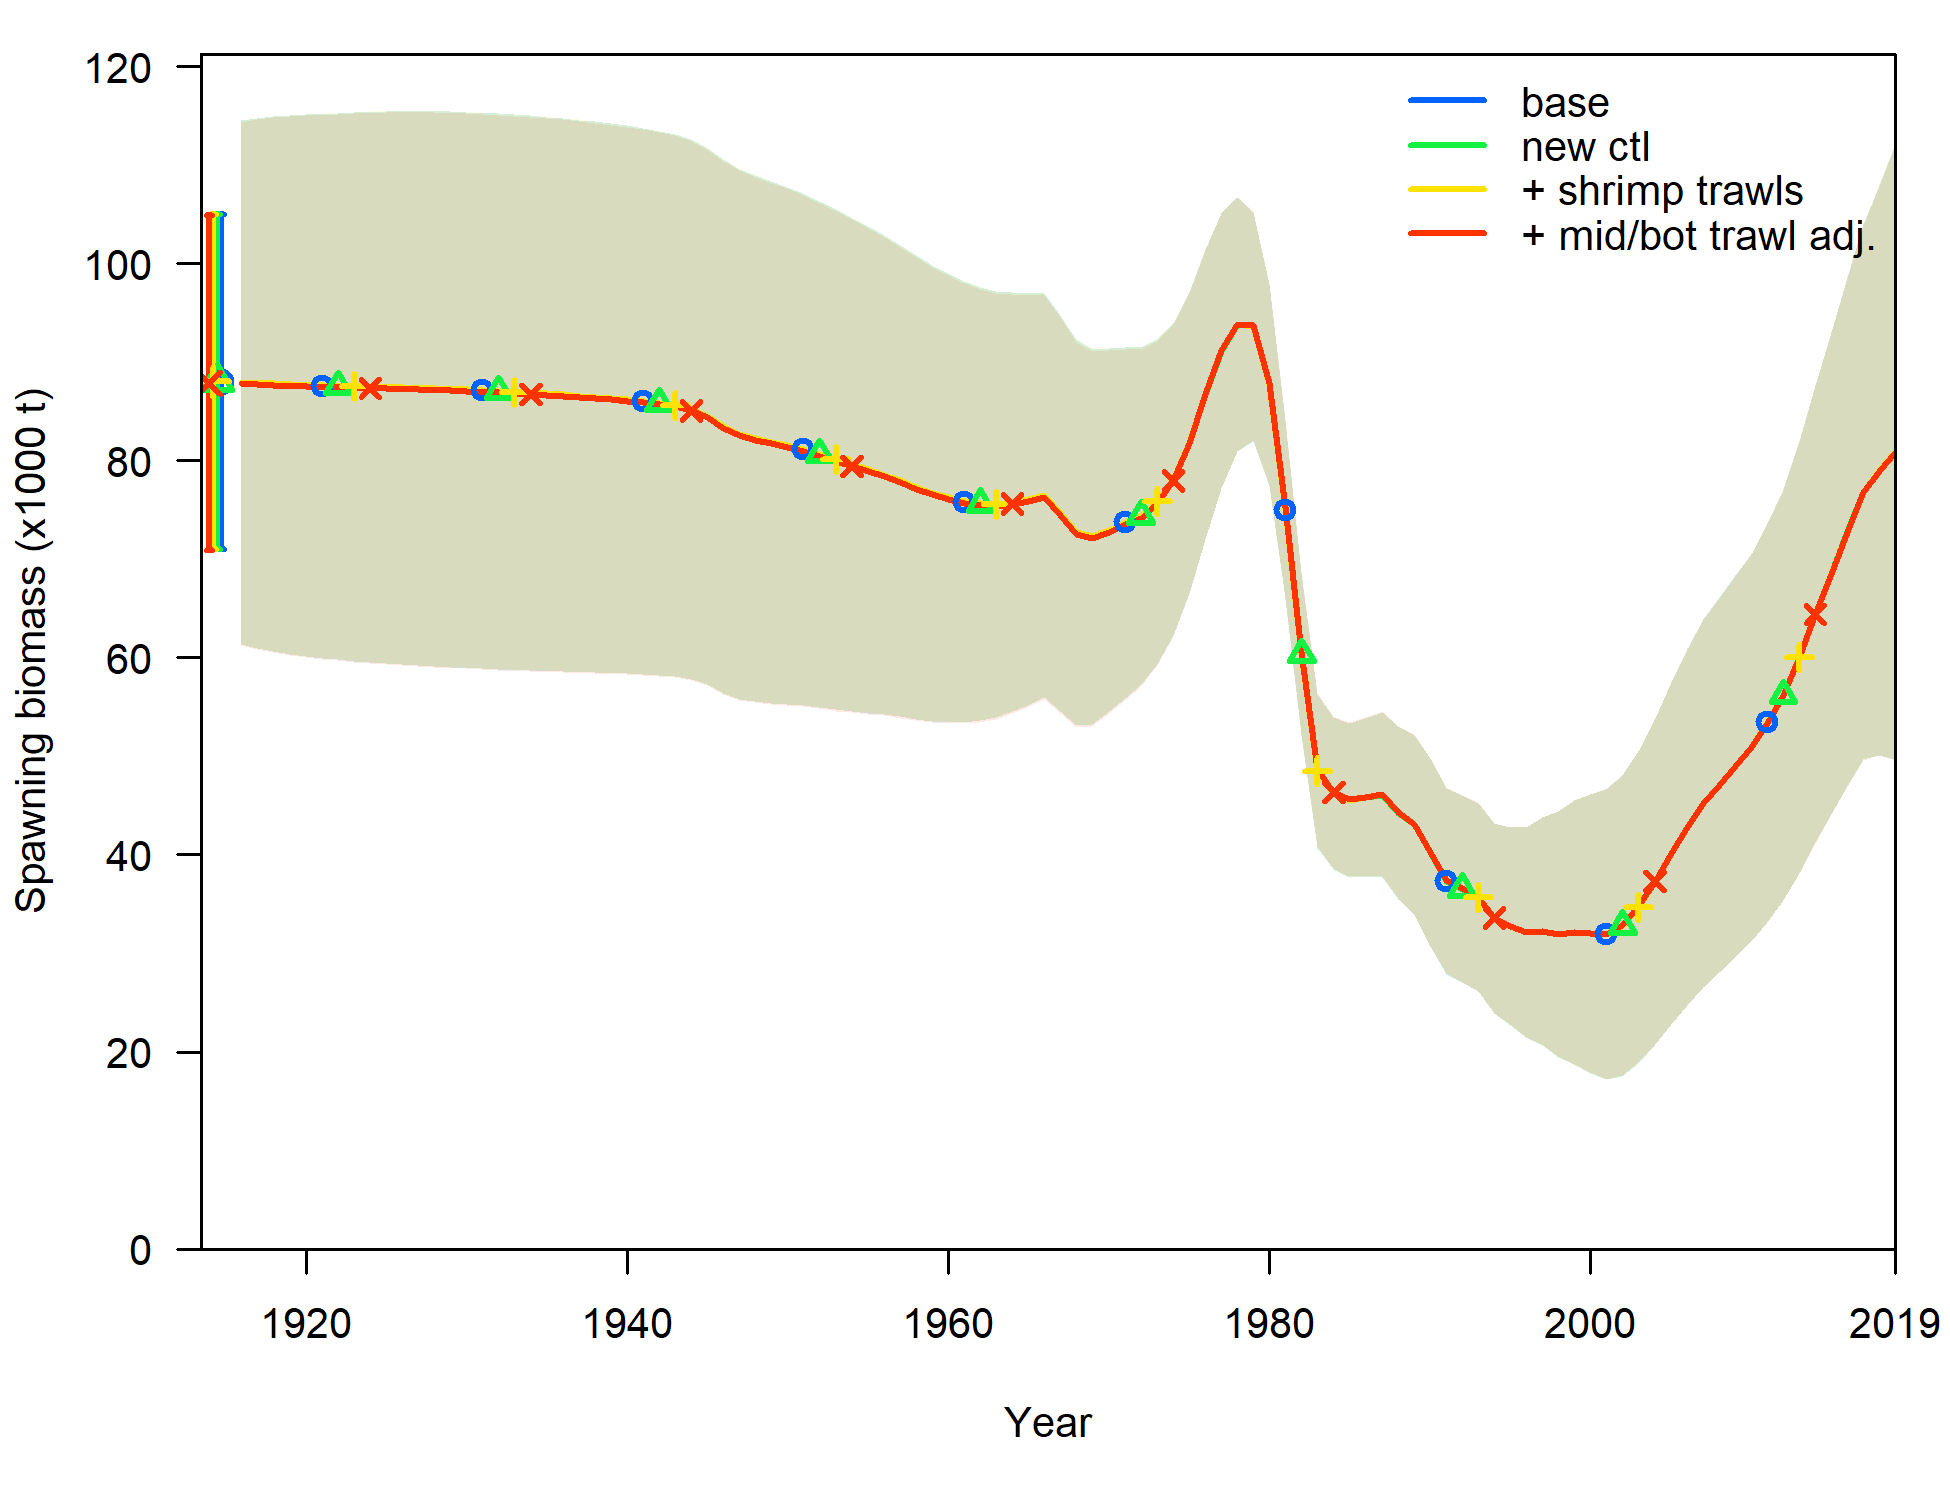 120
100
80
60
40
20
0
Spawning biomass (x1000 t)
base
new ctl
+ shrimp trawls
+ mid/bot trawl adj.
1920 1940 1960 1980 2000 2019
Year